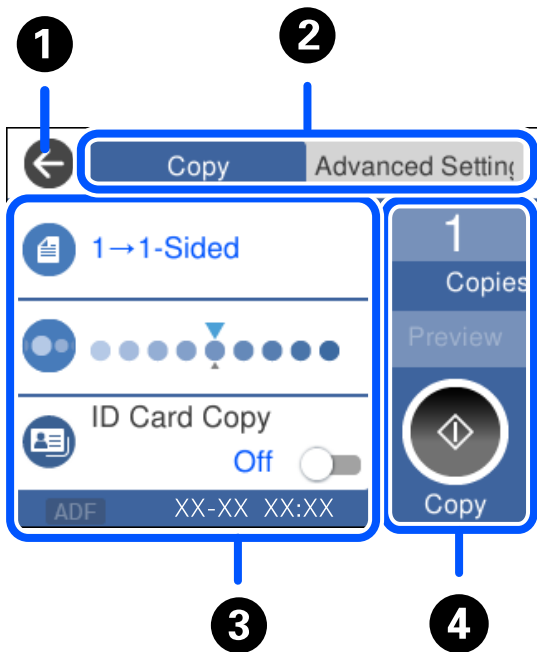 1
2
Copy
Advanced Setting
1→1-Sided
1
Copies
Preview
ID Card Copy
Off
Copy
ADF
XX-XX XX:XX
3
4